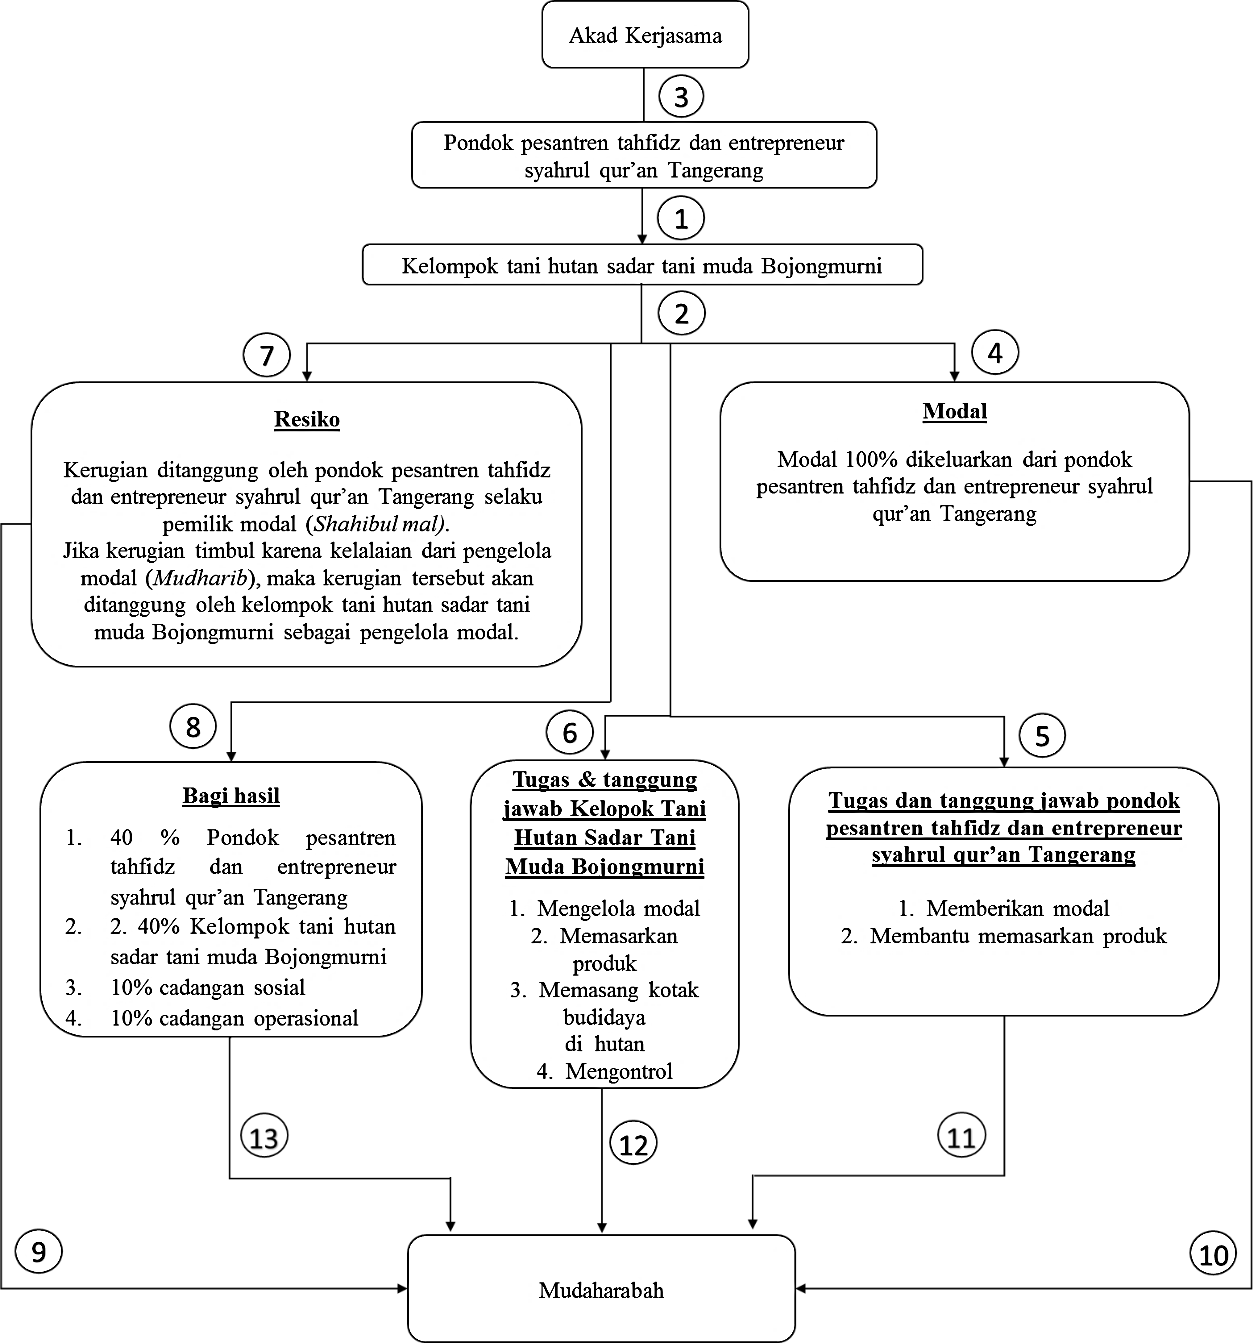 Akad Kerjasama
3
Pondok pesantren tahfidz dan entrepreneur
syahrul qur'an Tangerang
1
Kelompok tani hutan sadar tani muda Bojongmurni
2
7
4
Resiko
Kerugian ditanggung oleh pondok pesantren tahfidz
dan entrepreneur syahrul qur'an Tangerang selaku
pemilik modal (Shahibul mal).
Jika kerugian timbul karena kelalaian dari pengelola
modal (Mudharib), maka kerugian tersebut akan
ditanggung oleh kelompok tani hutan sadar tani
muda Bojongmurni sebagai pengelola modal.
Modal
Modal 100% dikeluarkan dari pondok
pesantren tahfidz dan entrepreneur syahrul
qur'an Tangerang
8
6
5
Bagi hasil
1. 40 % Pondok pesantren
tahfidz dan entrepreneur
syahrul qur'an Tangerang
2. 2. 40% Kelompok tani hutan
sadar tani muda Bojongmurni
3. 10% cadangan sosial
4. 10% cadangan operasional
Tugas & tanggung
jawab Kelopok Tani
Hutan Sadar Tani
Muda Bojongmurni
1. Mengelola modal
2. Memasarkan
produk
3. Memasang kotak
budidaya
di hutan
4. Mengontrol
Tugas dan tanggung jawab pondok
pesantren tahfidz dan entrepreneur
syahrul qur'an Tangerang
1. Memberikan modal
2. Membantu memasarkan produk
13
12
11
9
10
Mudaharabah